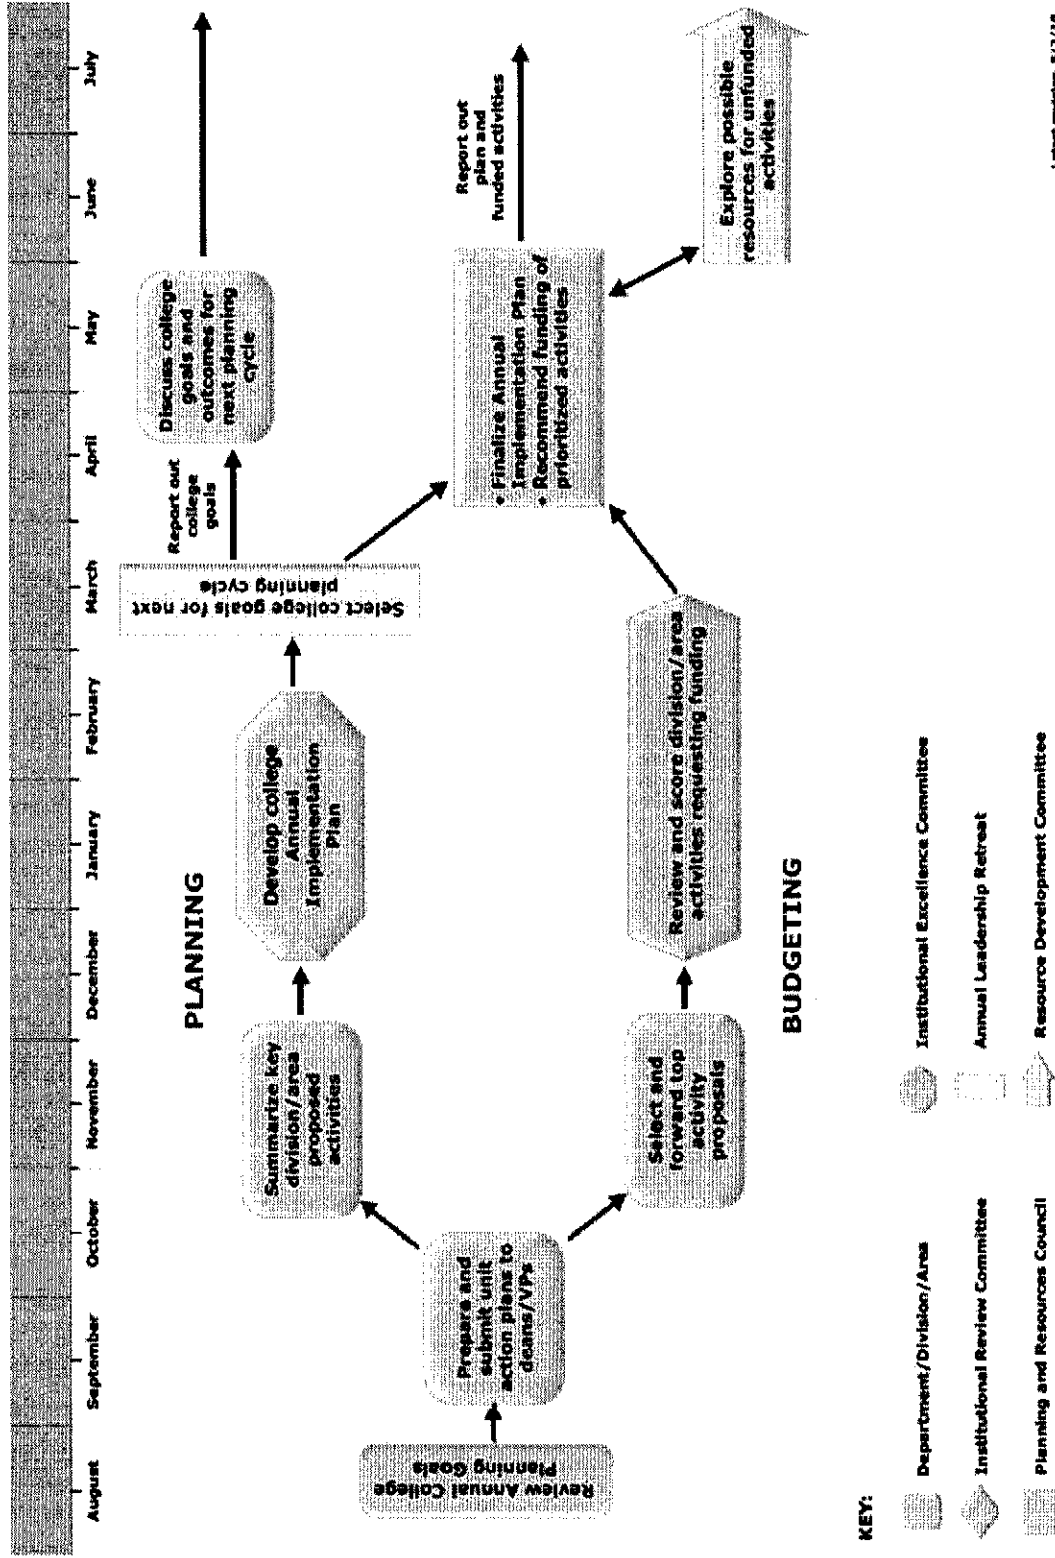 August
September
October
November
December
January
February
March
April
May
June
July
PLANNING
Review Annual College
Planning Goals
Prepare and
submit unit
action plans to
deans/VPs
Summarize key
division/area
proposed
activities
Develop college
Annual
Implementation
Plan
Select college goals for next
planning cycle
Report out
college
goals
Discuss college
goals and
outcomes for
next planning
cycle
Select and
forward top
activity
proposals
Review and score division/area
activities requesting funding
• Finalize Annual
Implementation Plan
• Recommend funding of
prioritized activities
Report out
plan and
funded activities
Explore possible
resources for unfunded
activities
BUDGETING
KEY:
Department/Division/Area
Institutional Excellence Committee
Institutional Review Committee
Annual Leadership Retreat
Planning and Resources Council
Resource Development Committee